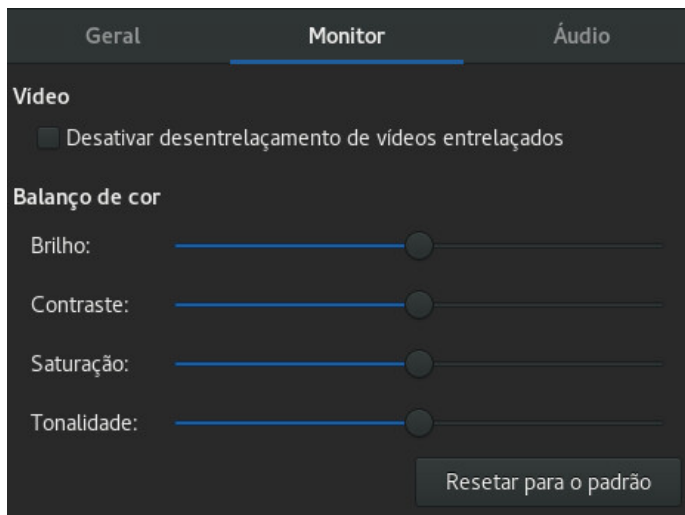 Geral Monitor Áudio
Vídeo
Desativar desentrelaçamento de vídeos entrelaçados
Balanço de cor
Brilho:
Contraste:
Saturação:
Tonalidade:
Resetar para o padrão